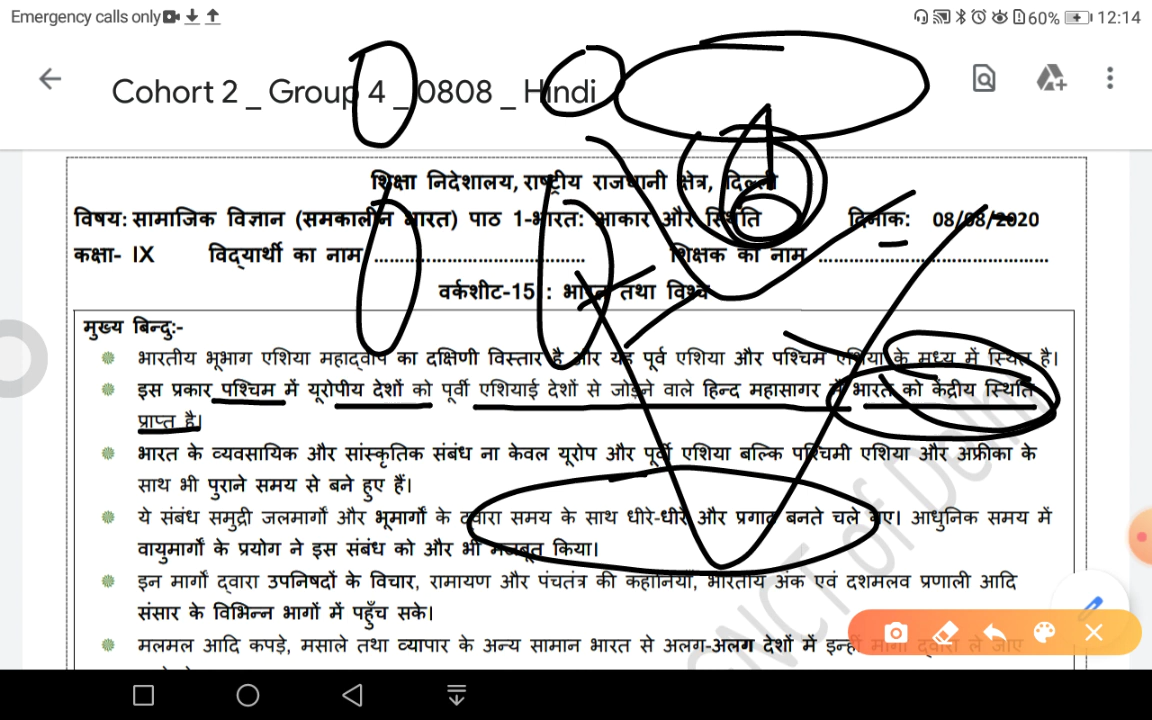 Emergency calls only 60% 12:14
Cohort 2 _ Group 4 _ 0808 _ Hindi
शिक्षा निदेशालय, राष्ट्रीय राजधानी क्षेत्र, दिल्ली
विषय: सामाजिक विज्ञान (समकालीन भारत) पाठ 1-भारत: आकार और स्थिति दिनांक: 08/08/2020
कक्षा- IX विद्यार्थी का नाम .......................................... शिक्षक का नाम ..............................................
वर्कशीट-15 : भारत तथा विश्व
मुख्य बिन्दु:-
भारतीय भूभाग एशिया महाद्वीप का दक्षिणी विस्तार है और यह पूर्व एशिया और पश्चिम एशिया के मध्य में स्थित है।
इस प्रकार पश्चिम में यूरोपीय देशों को पूर्वी एशियाई देशों से जोड़ने वाले हिन्द महासागर में भारत को केंद्रीय स्थिति
प्राप्त है।
भारत के व्यवसायिक और सांस्कृतिक संबंध ना केवल यूरोप और पूर्वी एशिया बल्कि पश्चिमी एशिया और अफ्रीका के
साथ भी पुराने समय से बने हुए हैं।
ये संबंध समुद्री जलमार्गों और भूमार्गों के द्वारा समय के साथ धीरे-धीरे और प्रगाढ़ बनते चले गए। आधुनिक समय में
वायुमार्गों के प्रयोग ने इस संबंध को और भी मजबूत किया।
इन मार्गों द्वारा उपनिषदों के विचार, रामायण और पंचतंत्र की कहानियाँ, भारतीय अंक एवं दशमलव प्रणाली आदि
संसार के विभिन्न भागों में पहुँच सके।
मलमल आदि कपड़े, मसाले तथा व्यापार के अन्य सामान भारत से अलग-अलग देशों में इन्हीं मार्गो द्वारा ले जाए
GNCT of Delhi